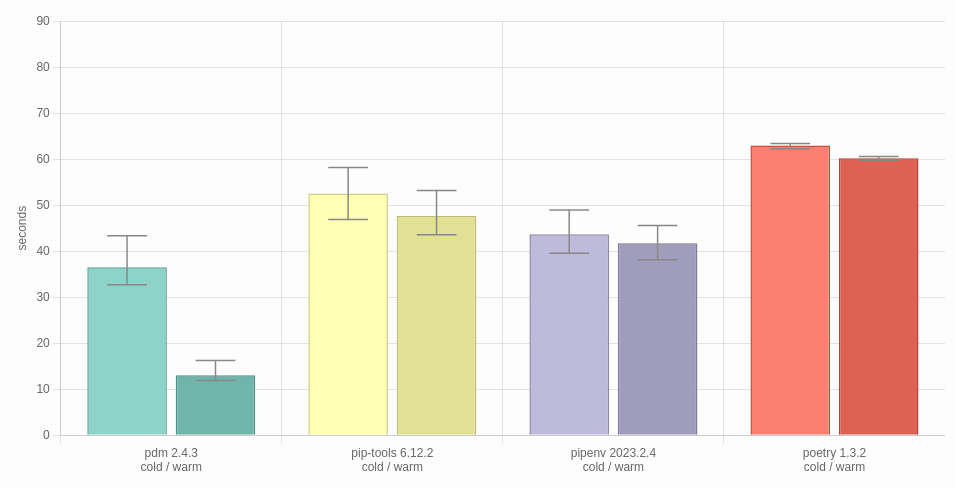 90
80
70
60
50
40
30
20
10
0
seconds
pdm 2.4.3
cold / warm
pip-tools 6.12.2
cold / warm
pipenv 2023.2.4
cold / warm
poetry 1.3.2
cold / warm